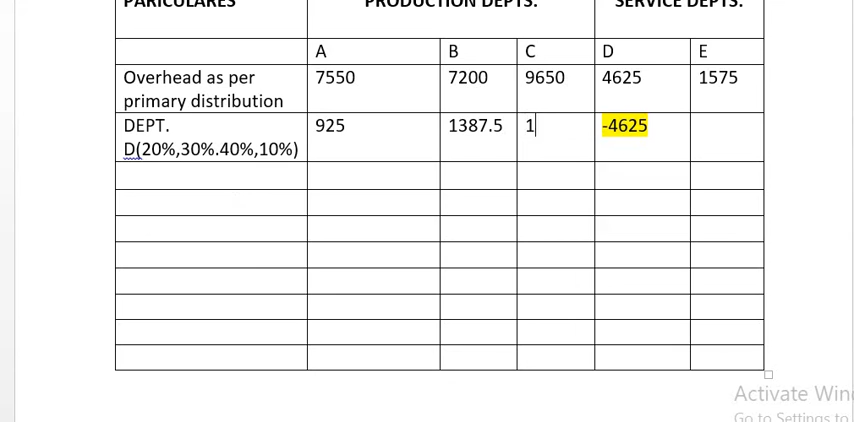 PARICULARES PRODUCTION DEPTS. SERVICE DEPTS.
A B C D E
Overhead as per 7550 7200 9650 4625 1575
primary distribution
DEPT. 925 1387.5 1 -4625
D(20%,30%.40%,10%)
Activate Win
Go to Settings to